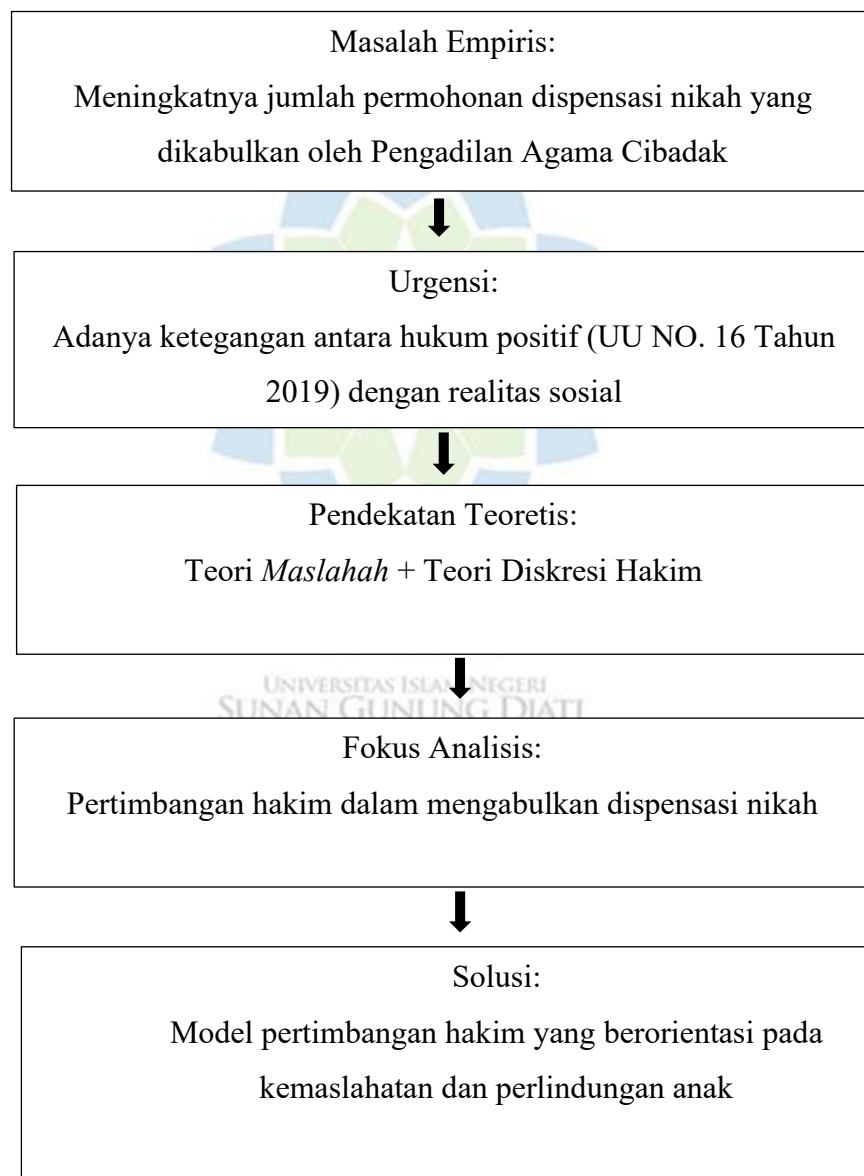 Masalah Empiris:
Meningkatnya jumlah permohonan dispensasi nikah yang
dikabulkan oleh Pengadilan Agama Cibadak
Urgensi:
Adanya ketegangan antara hukum positif (UU NO. 16 Tahun
2019) dengan realitas sosial
Pendekatan Teoretis:
Teori Maslahah + Teori Diskresi Hakim
UNIVERSITAS ISLAM NEGERI
SUNAN GUNUNG DJATI
Fokus Analisis:
Pertimbangan hakim dalam mengabulkan dispensasi nikah
Solusi:
Model pertimbangan hakim yang berorientasi pada
kemaslahatan dan perlindungan anak